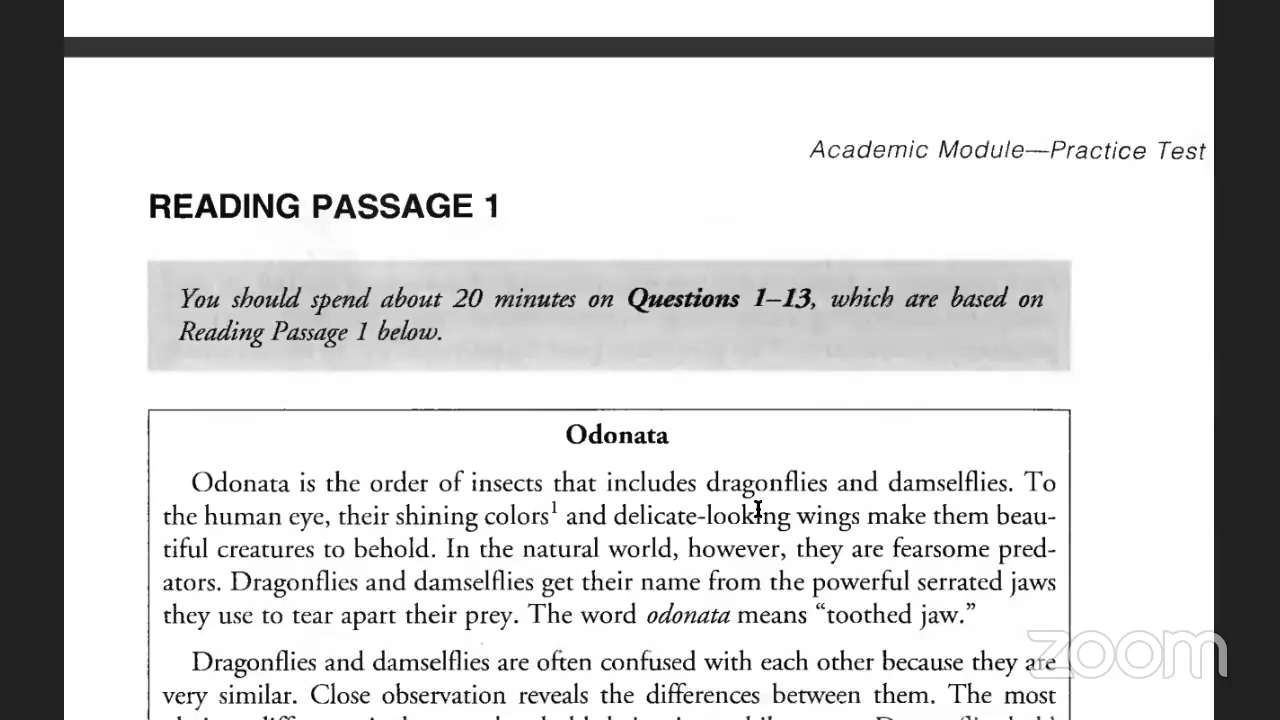 Academic Module—Practice Test
READING PASSAGE 1
You should spend about 20 minutes on Questions 1–13, which are based on
Reading Passage 1 below.
Odonata
Odonata is the order of insects that includes dragonflies and damselflies. To
the human eye, their shining colors¹ and delicate-looking wings make them beau-
tiful creatures to behold. In the natural world, however, they are fearsome pred-
ators. Dragonflies and damselflies get their name from the powerful serrated jaws
they use to tear apart their prey. The word odonata means “toothed jaw.”
Dragonflies and damselflies are often confused with each other because they are
very similar. Close observation reveals the differences between them. The most
zoom